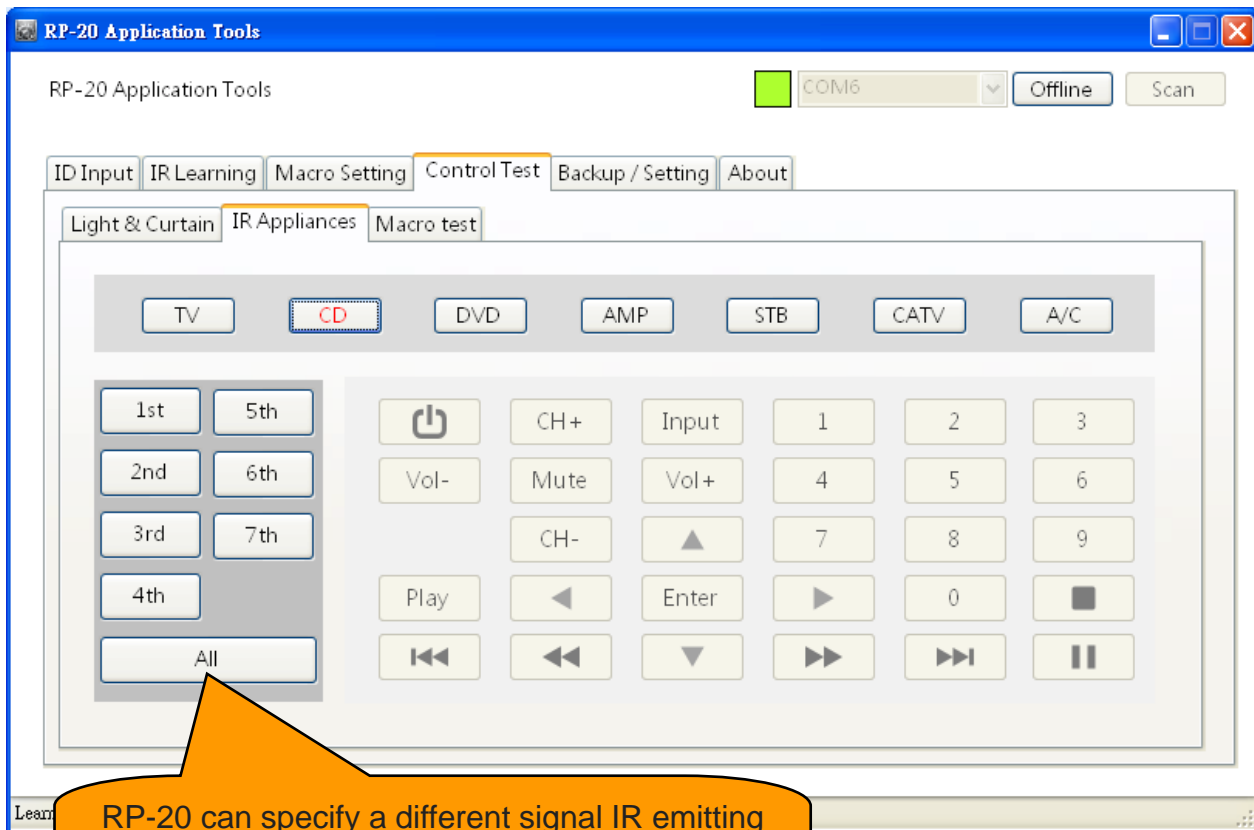 RP-20 Application Tools
RP-20 Application Tools
COM6
Offline
Scan
ID Input IR Learning Macro Setting Control Test Backup / Setting About
Light & Curtain IR Appliances Macro test
TV CD DVD AMP STB CATV A/C
1st 5th
2nd 6th
3rd 7th
4th
All
CH+ Input 1 2 3
Vol- Mute Vol+ 4 5 6
CH- 7 8 9
Play Enter 0
RP-20 can specify a different signal IR emitting